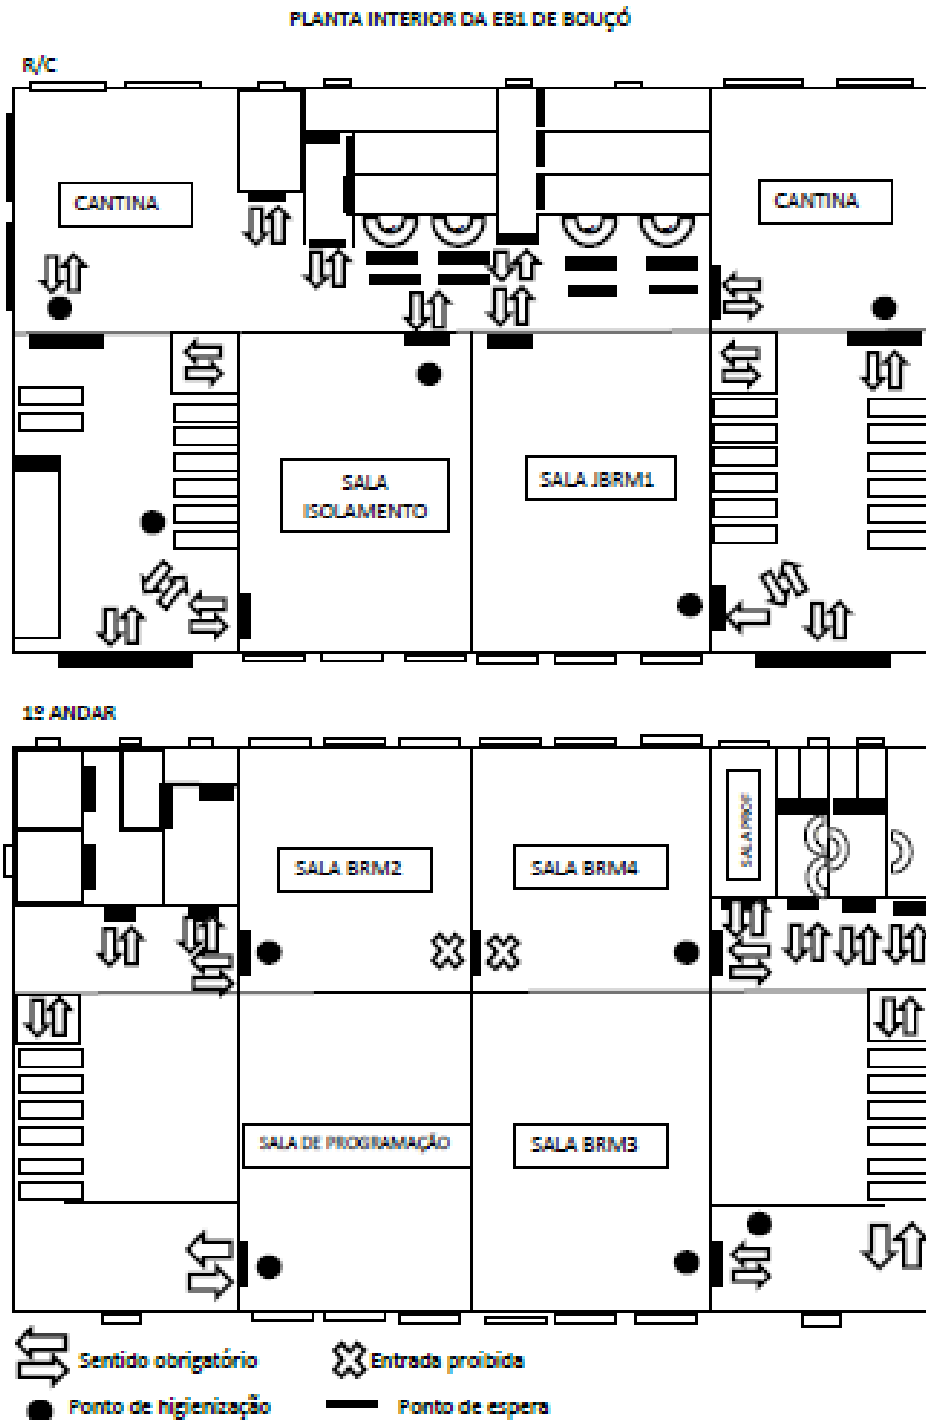 PLANTA INTERIOR DA EB1 DE BOUÇÓ
R/C
CANTINA
CANTINA
SALA
ISOLAMENTO
SALA JBRM1
1º ANDAR
SALA PROF
SALA BRM2
SALA BRM4
SALA DE PROGRAMAÇÃO
SALA BRM3
Sentido obrigatório
Entrada proibida
Ponto de higienização
Ponto de espera